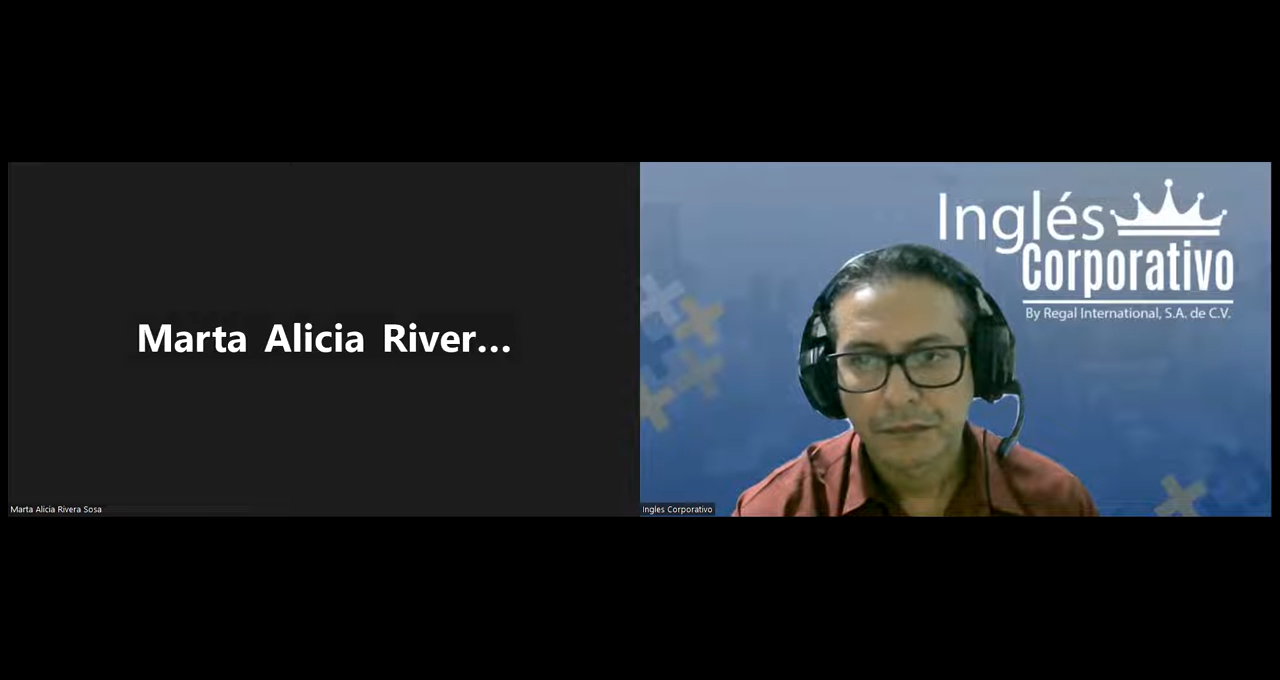 Marta Alicia River...
Marta Alicia Rivera Sosa
Inglés
Corporativo
By Regal International, S.A. de C.V.
Ingles Corporativo